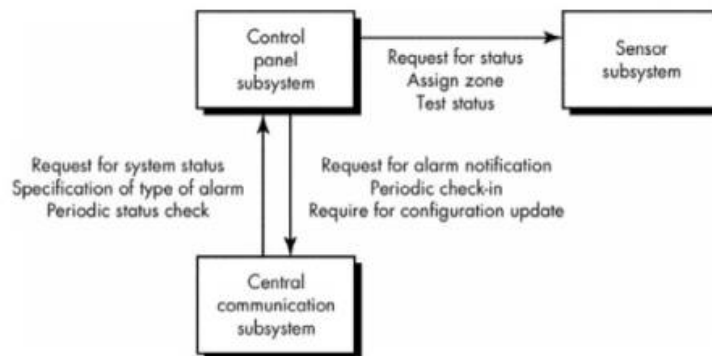 Control
panel
subsystem
Request for status
Assign zone
Test status
Sensor
subsystem
Request for system status
Specification of type of alarm
Periodic status check
Request for alarm notification
Periodic check-in
Require for configuration update
Central
communication
subsystem